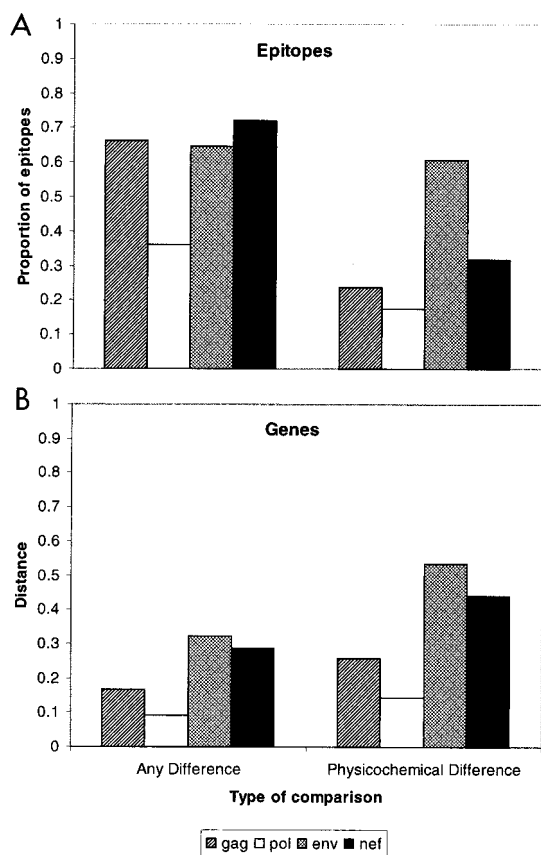 A
Epitopes
Proportion of epitopes
1
0.9
0.8
0.7
0.6
0.5
0.4
0.3
0.2
0.1
0
B
Genes
Distance
1
0.9
0.8
0.7
0.6
0.5
0.4
0.3
0.2
0.1
0
Any Difference Physicochemical Difference
Type of comparison
gag pol env nef